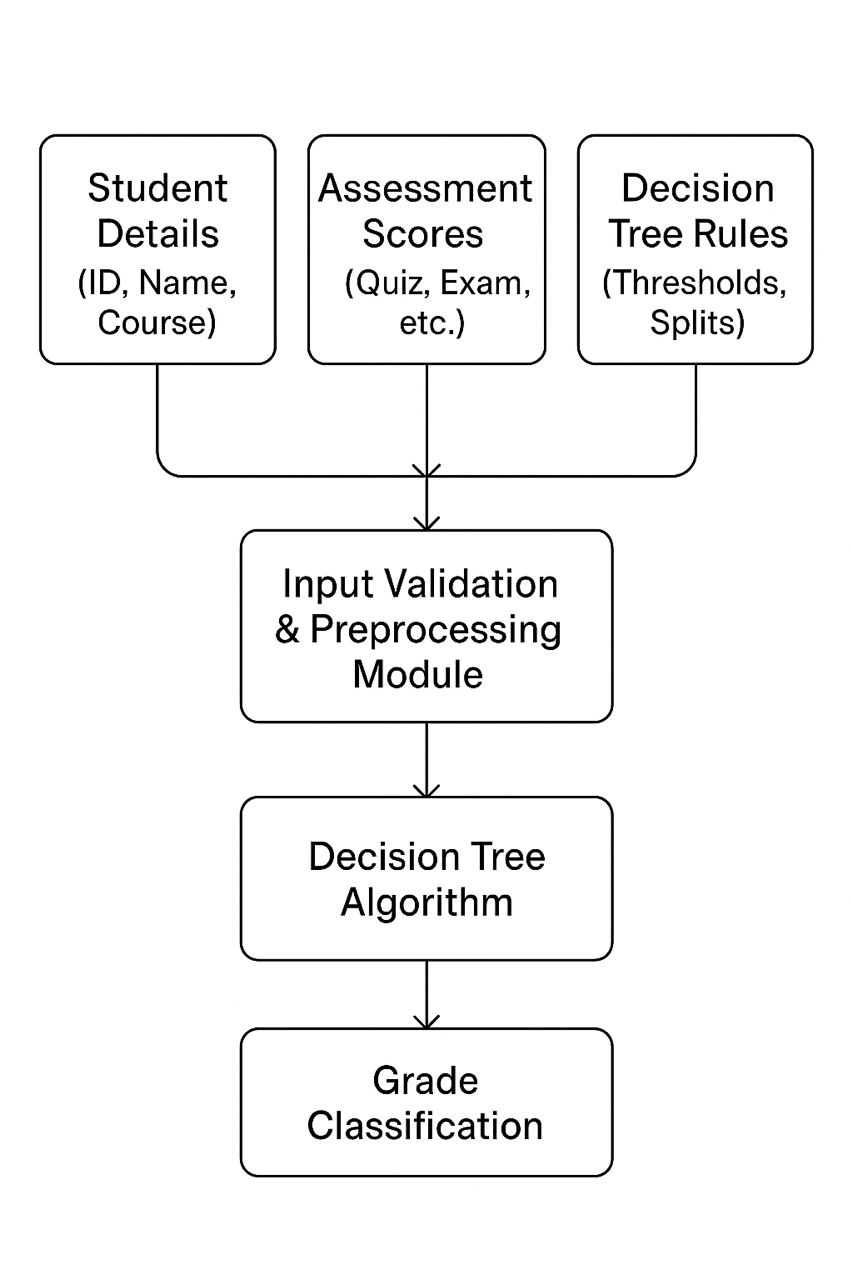 Student
Details
(ID, Name,
Course)
Assessment
Scores
(Quiz, Exam,
etc.)
Decision
Tree Rules
(Thresholds,
Splits)
Input Validation
& Preprocessing
Module
Decision Tree
Algorithm
Grade
Classification